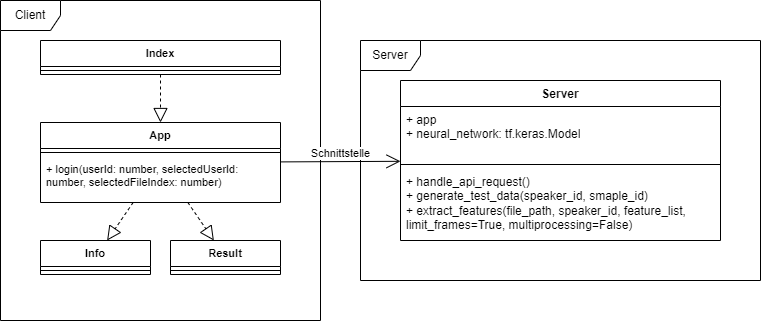 Client
Index
App
+ login(userId: number, selectedUserId:
number, selectedFileIndex: number)
Info
Result
Schnittstelle
Server
Server
+ app
+ neural_network: tf.keras.Model
+ handle_api_request()
+ generate_test_data(speaker_id, smaple_id)
+ extract_features(file_path, speaker_id, feature_list,
limit_frames=True, multiprocessing=False)